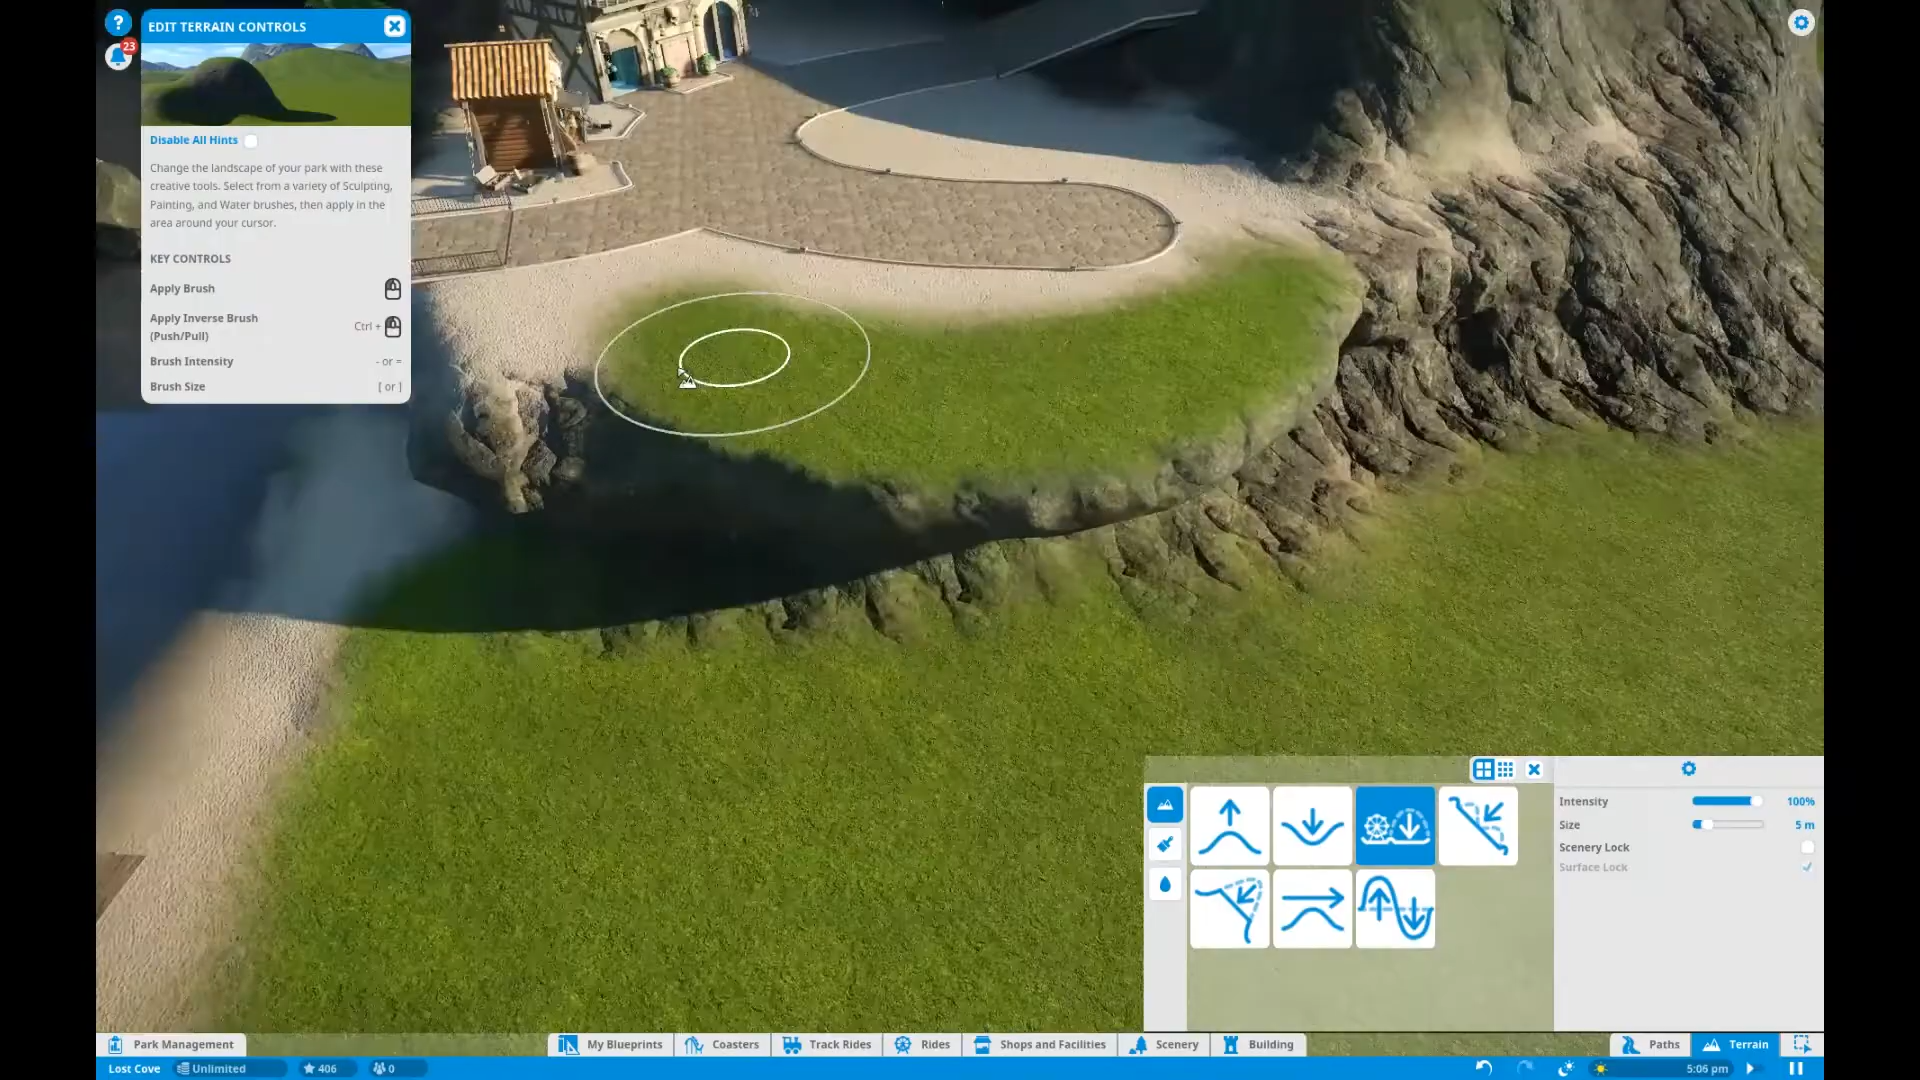 ?
23
EDIT TERRAIN CONTROLS
Disable All Hints
Change the landscape of your park with these
creative tools. Select from a variety of Sculpting,
Painting, and Water brushes, then apply in the
area around your cursor.
KEY CONTROLS
Apply Brush
Apply Inverse Brush
(Push/Pull)
Ctrl +
Brush Intensity
- or =
Brush Size
[ or ]
Intensity
100%
Size
5 m
Scenery Lock
Surface Lock
Park Management
My Blueprints
Coasters
Track Rides
Rides
Shops and Facilities
Scenery
Building
Paths
Terrain
Lost Cove
Unlimited
406
0
5:06 pm